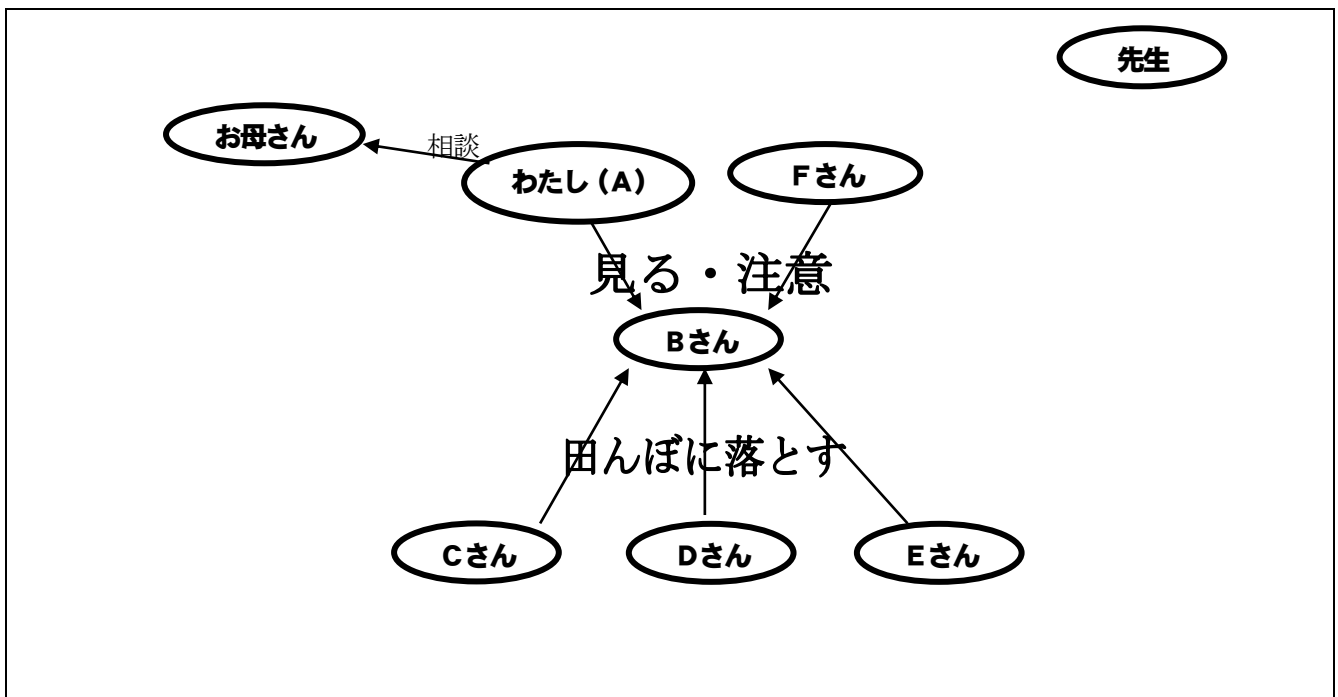 先生
お母さん
相談
わたし（A）
Fさん
見る・注意
Bさん
田んぼに落とす
Cさん
Dさん
Eさん